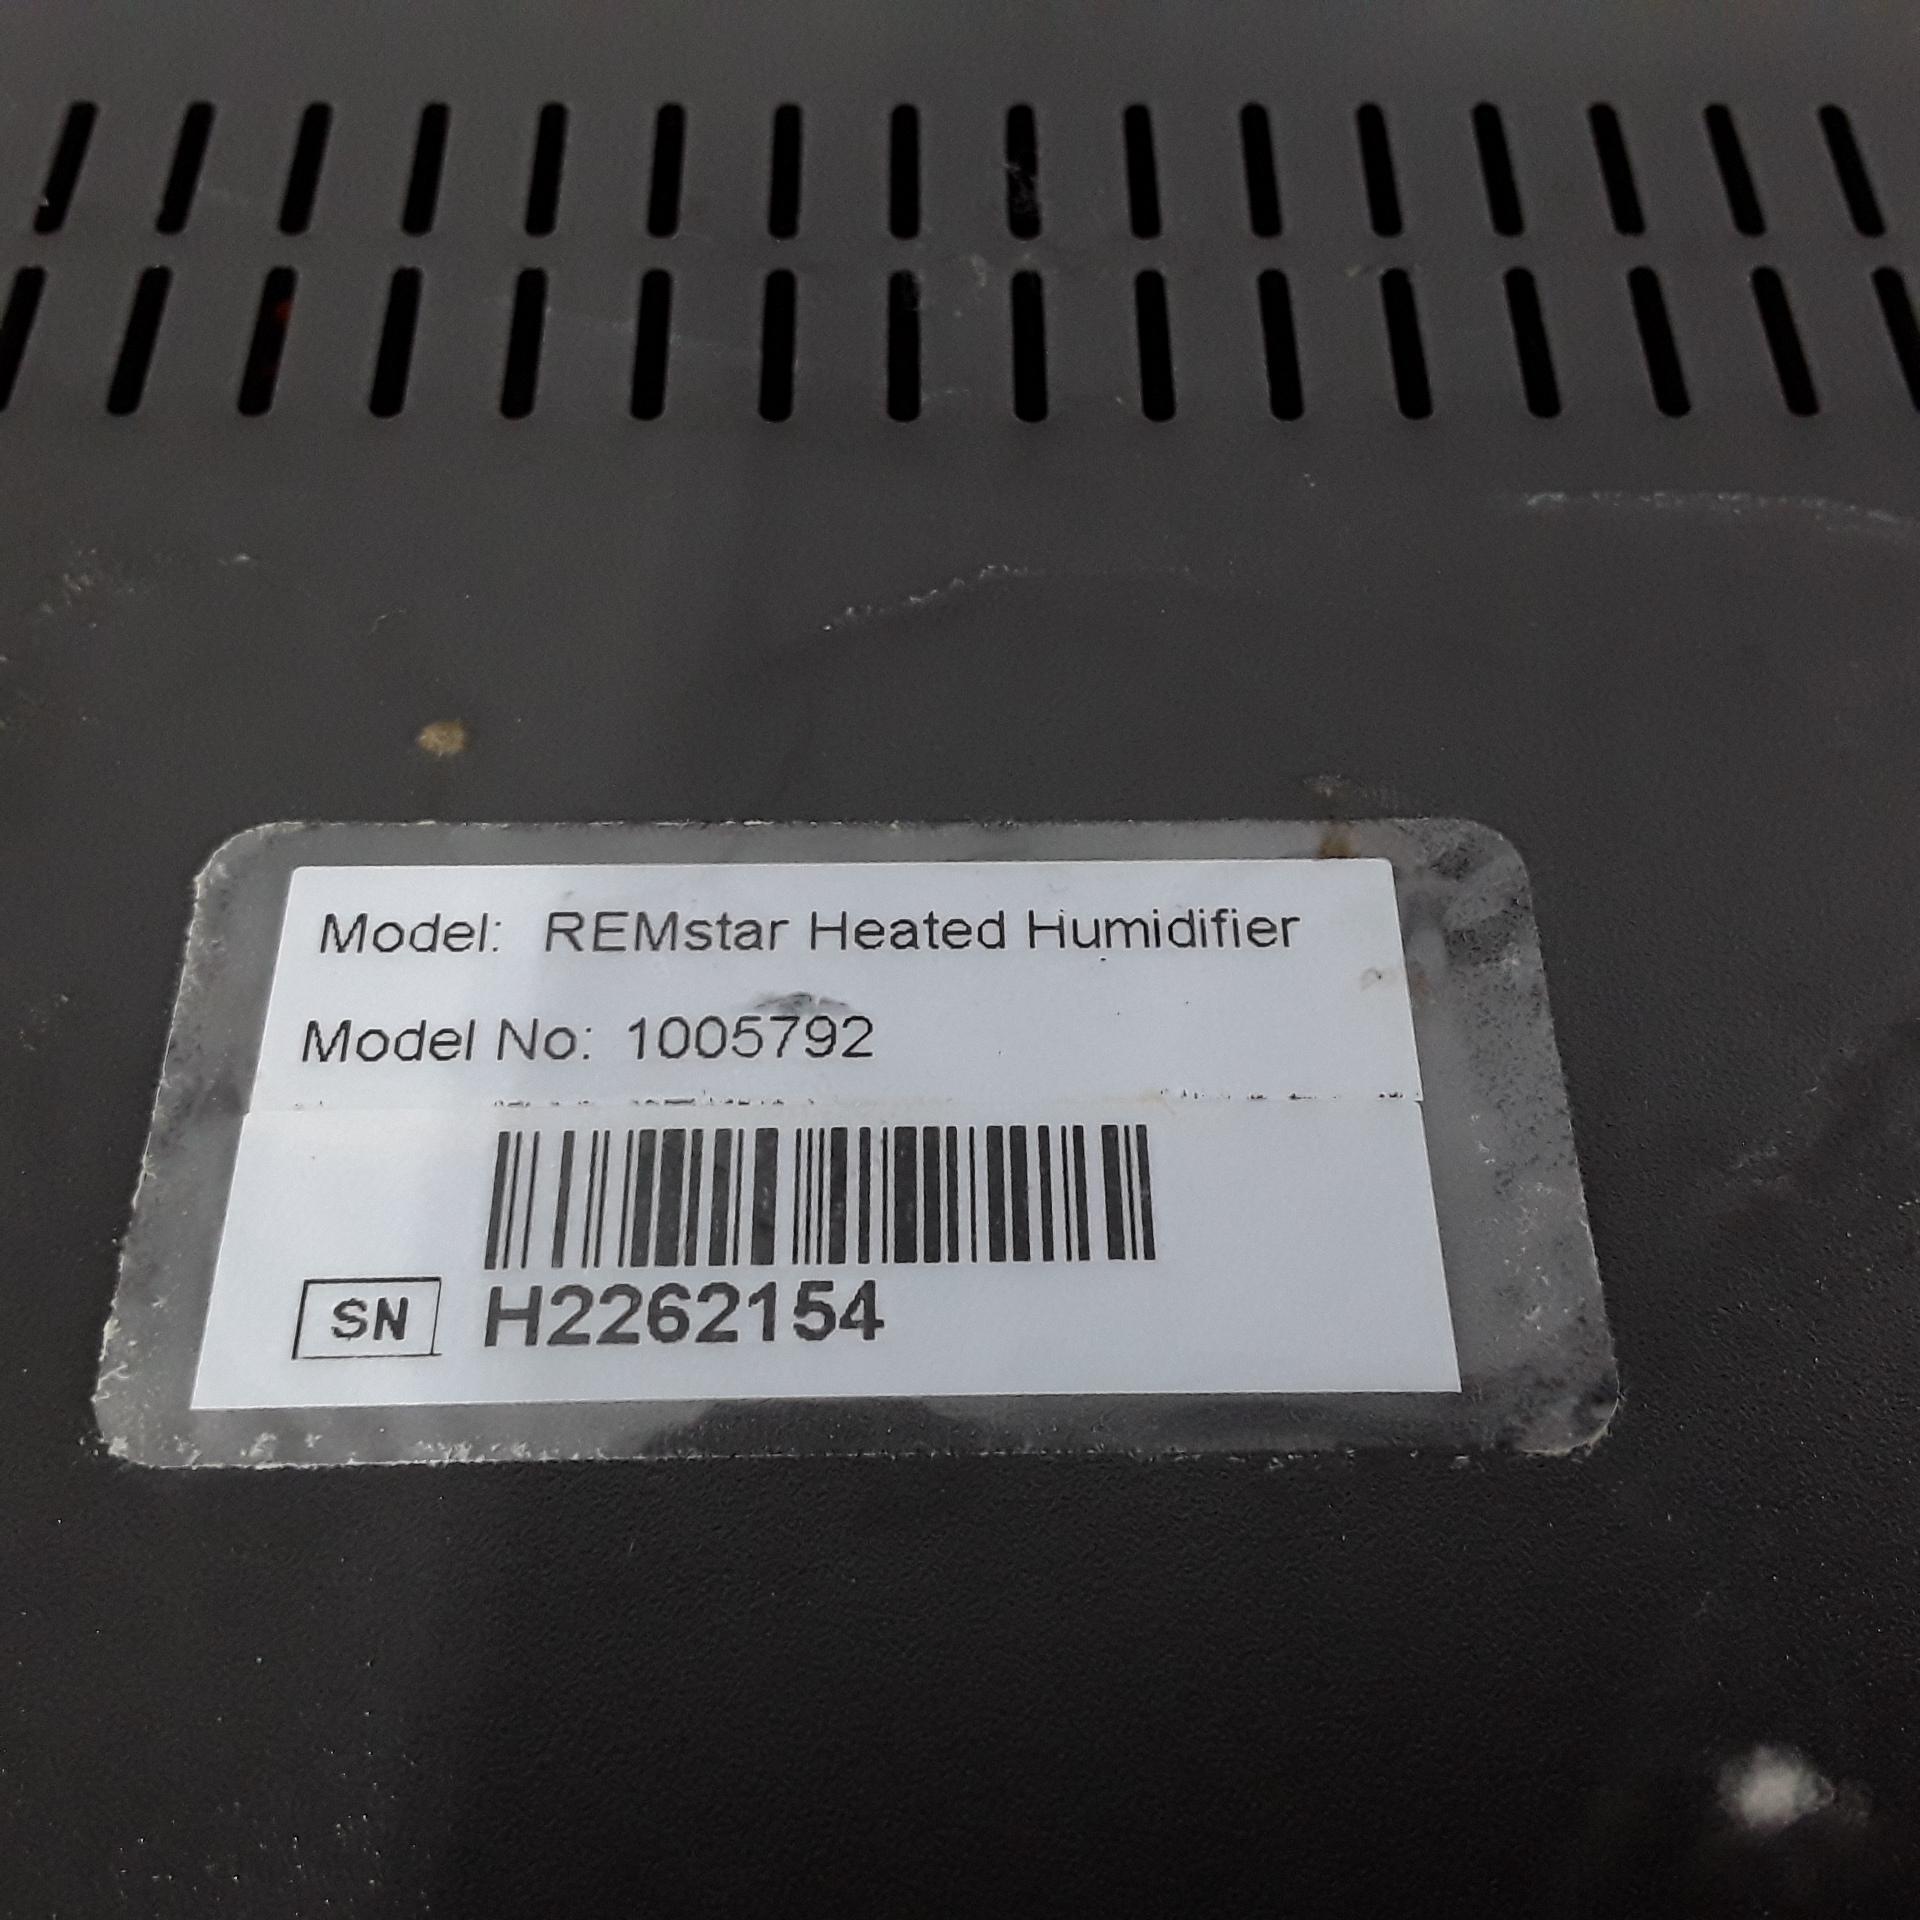 Model: REMstar Heated Humidifier
Model No: 1005792
SN H2262154